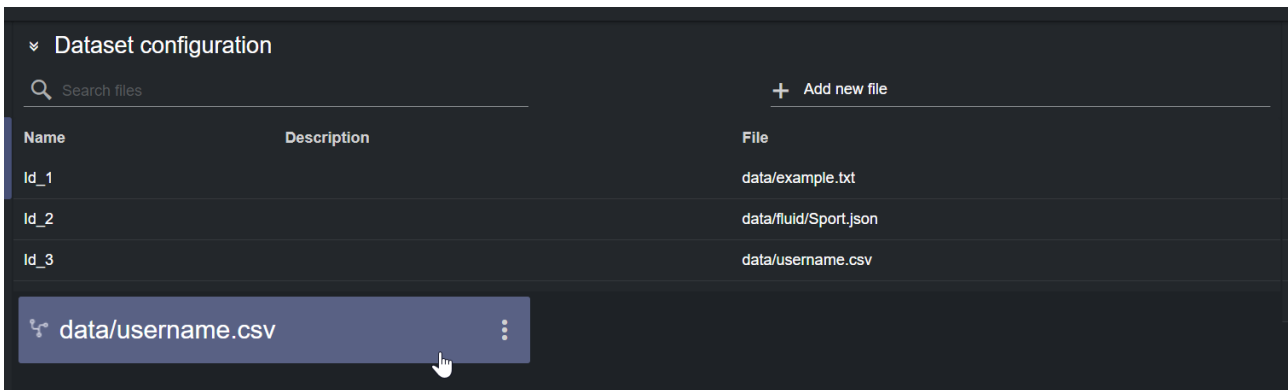 Dataset configuration
Search files
Add new file
Name Description File
Id_1 data/example.txt
Id_2 data/fluid/Sport.json
Id_3 data/username.csv
data/username.csv